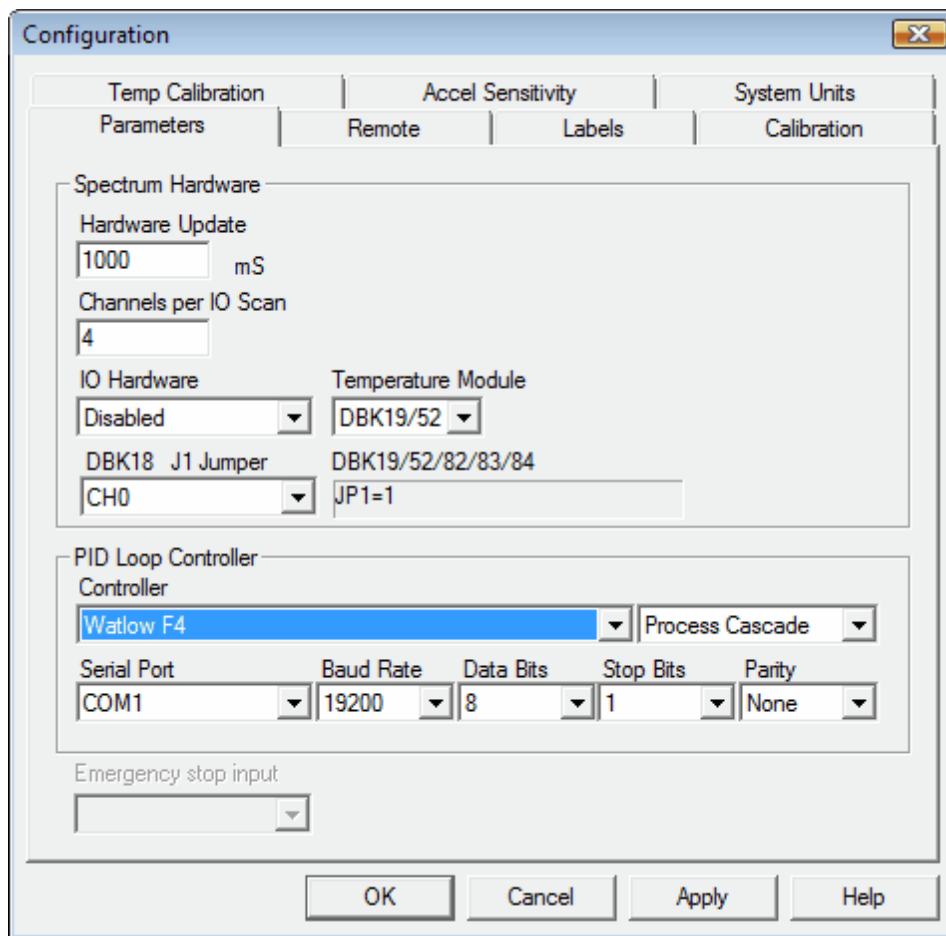 Configuration
Temp Calibration Accel Sensitivity System Units
Parameters Remote Labels Calibration
Spectrum Hardware
Hardware Update
1000 mS
Channels per IO Scan
4
IO Hardware Temperature Module
Disabled DBK19/52
DBK18 J1 Jumper DBK19/52/82/83/84
CH0 JP1=1
PID Loop Controller
Controller
Watlow F4 Process Cascade
Serial Port Baud Rate Data Bits Stop Bits Parity
COM1 19200 8 1 None
Emergency stop input
OK Cancel Apply Help